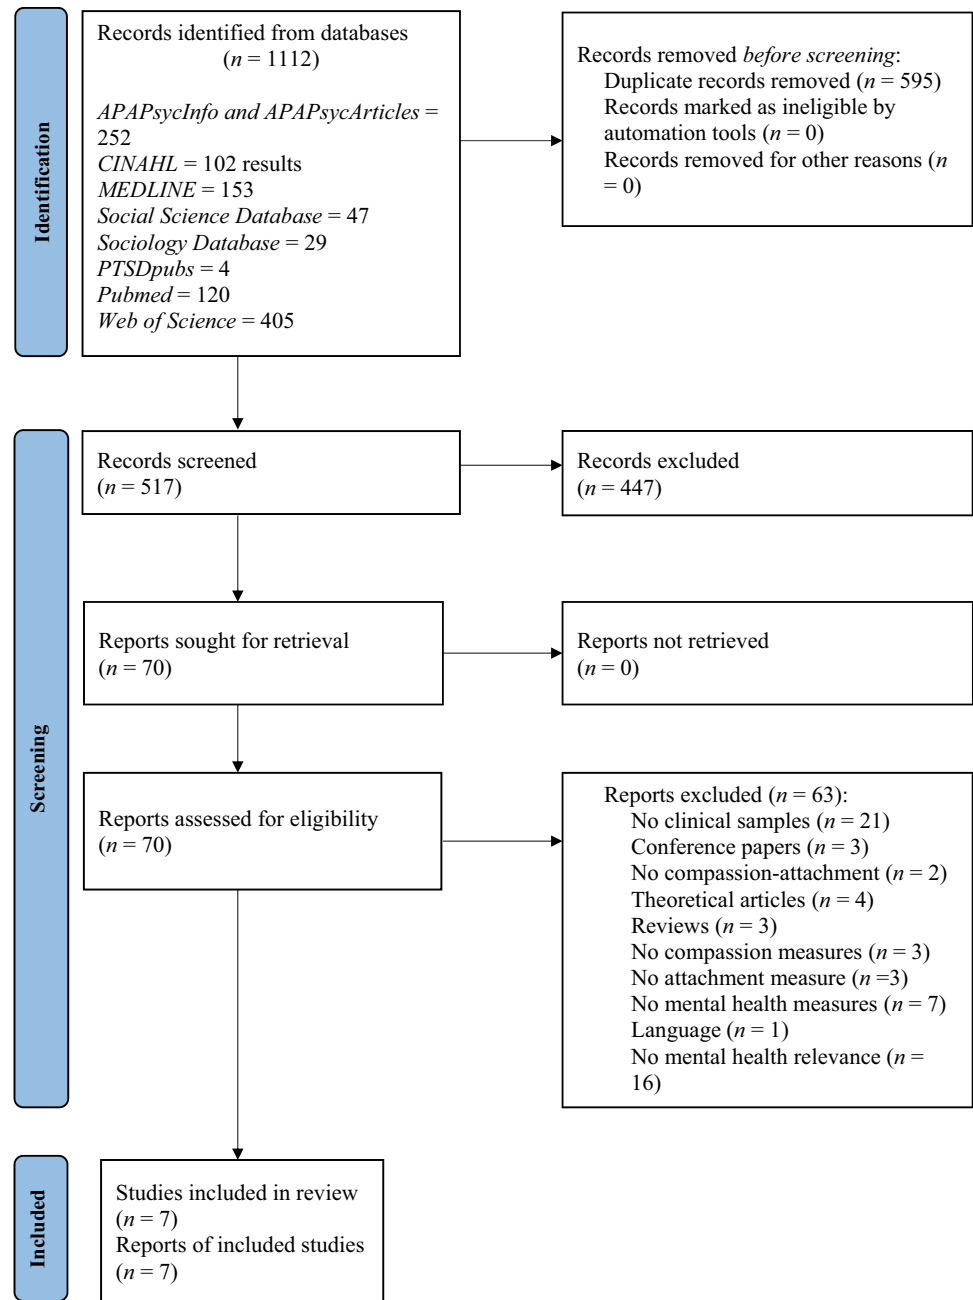 Identification
Records identified from databases
(n = 1112)
APAPsycInfo and APAPsycArticles =
252
CINAHL = 102 results
MEDLINE = 153
Social Science Database = 47
Sociology Database = 29
PTSDpubs = 4
Pubmed = 120
Web of Science = 405
Records removed before screening:
Duplicate records removed (n = 595)
Records marked as ineligible by
automation tools (n = 0)
Records removed for other reasons (n
= 0)
Screening
Records screened
(n = 517)
Records excluded
(n = 447)
Reports sought for retrieval
(n = 70)
Reports not retrieved
(n = 0)
Reports assessed for eligibility
(n = 70)
Reports excluded (n = 63):
No clinical samples (n = 21)
Conference papers (n = 3)
No compassion-attachment (n = 2)
Theoretical articles (n = 4)
Reviews (n = 3)
No compassion measures (n = 3)
No attachment measure (n =3)
No mental health measures (n = 7)
Language (n = 1)
No mental health relevance (n =
16)
Included
Studies included in review
(n = 7)
Reports of included studies
(n = 7)